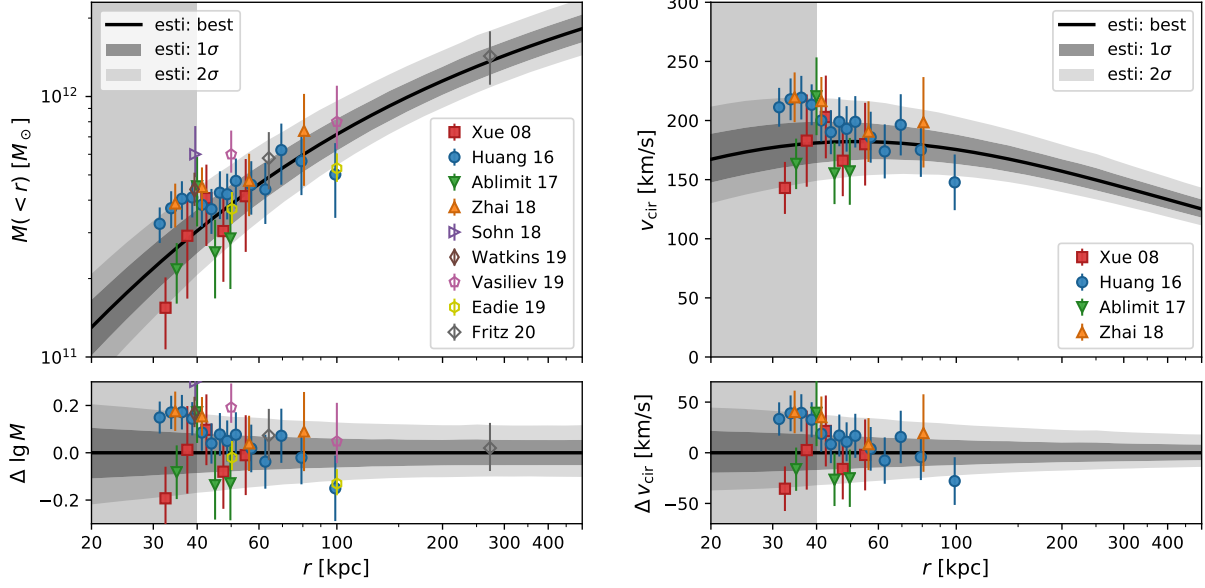 esti: best
esti: 1σ
esti: 2σ
10¹²
10¹¹
M(<r) [M⊙]
Xue 08
Huang 16
Ablimit 17
Zhai 18
Sohn 18
Watkins 19
Vasiliev 19
Eadie 19
Fritz 20
0.2
0.0
−0.2
Δ lg M
20 30 40 60 100 200 300 400
r [kpc]
esti: best
esti: 1σ
esti: 2σ
300
250
200
150
100
50
0
v_cir [km/s]
Xue 08
Huang 16
Ablimit 17
Zhai 18
50
0
−50
Δ v_cir [km/s]
20 30 40 60 100 200 300 400
r [kpc]